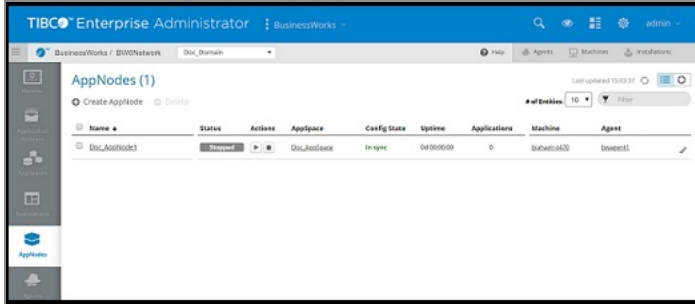 TIBCO Enterprise Administrator BusinessWorks admin
BusinessWorks / BW6Network Doc_Domain Help Agents Machines Installations
AppNodes (1)
Last updated 15:03:37
Create AppNode Delete
# of Entities 10 Filter
Name Status Actions AppSpace Config State Uptime Applications Machine Agent
Doc_AppNode1 Stopped Doc_AppSpace In sync 0d 00:00:00 0
Applications
AppNodes
Agents